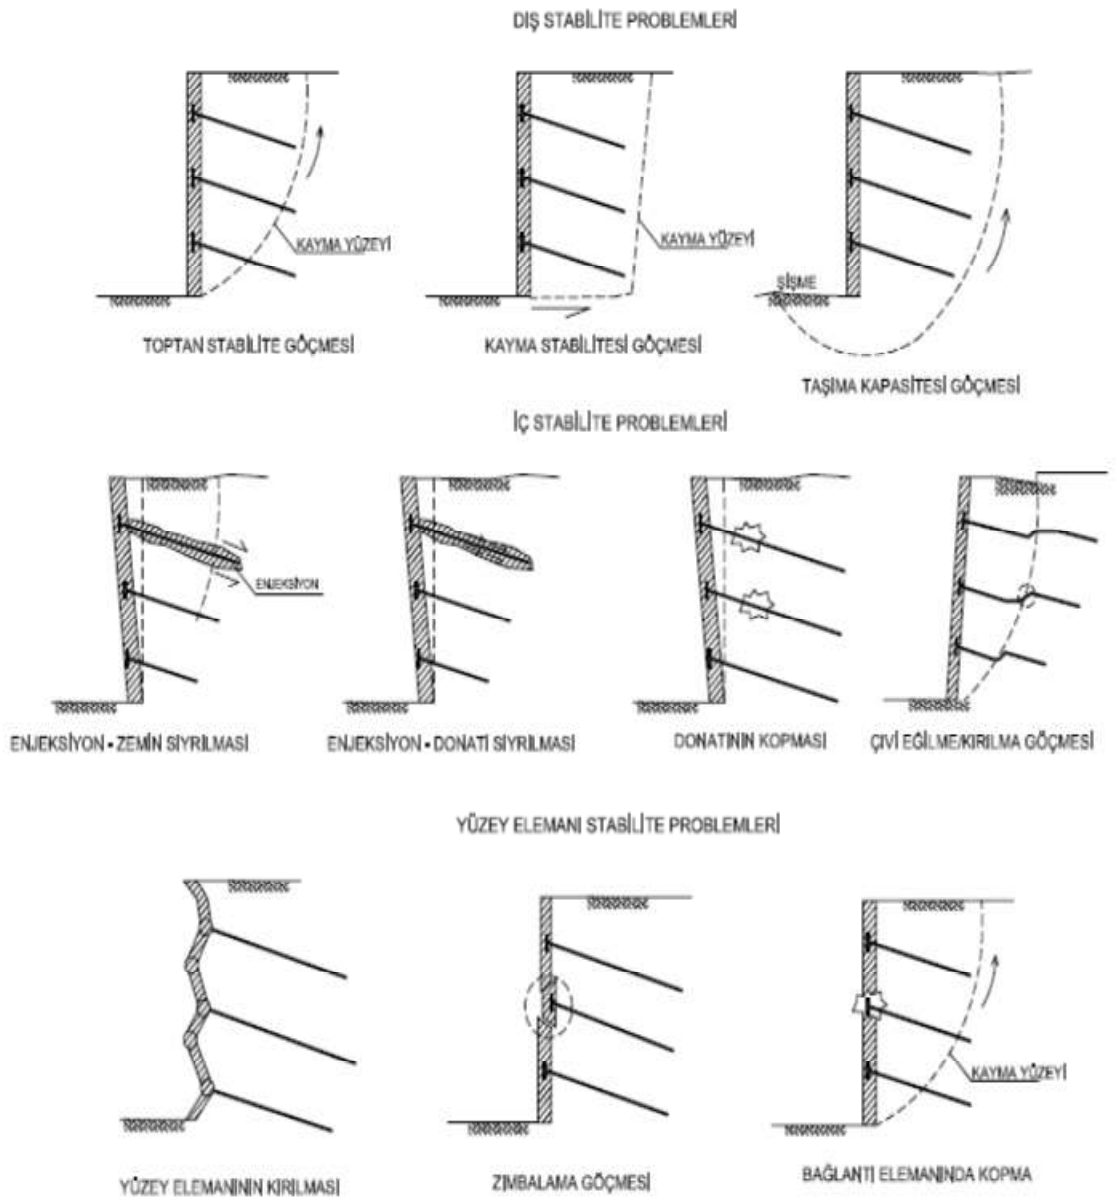 DIŞ STABİLİTE PROBLEMLERİ
KAYMA YÜZEYİ
KAYMA YÜZEYİ
ŞİŞME
TOPTAN STABİLİTE GÖÇMESİ
KAYMA STABİLİTESİ GÖÇMESİ
TAŞIMA KAPASİTESİ GÖÇMESİ
İÇ STABİLİTE PROBLEMLERİ
ENJEKSİYON
ENJEKSİYON - ZEMİN SIYRILMASI
ENJEKSİYON - DONATI SIYRILMASI
DONATININ KOPMASI
ÇİVİ EĞİLME/KIRILMA GÖÇMESİ
YÜZEY ELEMANI STABİLİTE PROBLEMLERİ
KAYMA YÜZEYİ
YÜZEY ELEMANININ KIRILMASI
ZIMBALAMA GÖÇMESİ
BAĞLANTI ELEMANINDA KOPMA